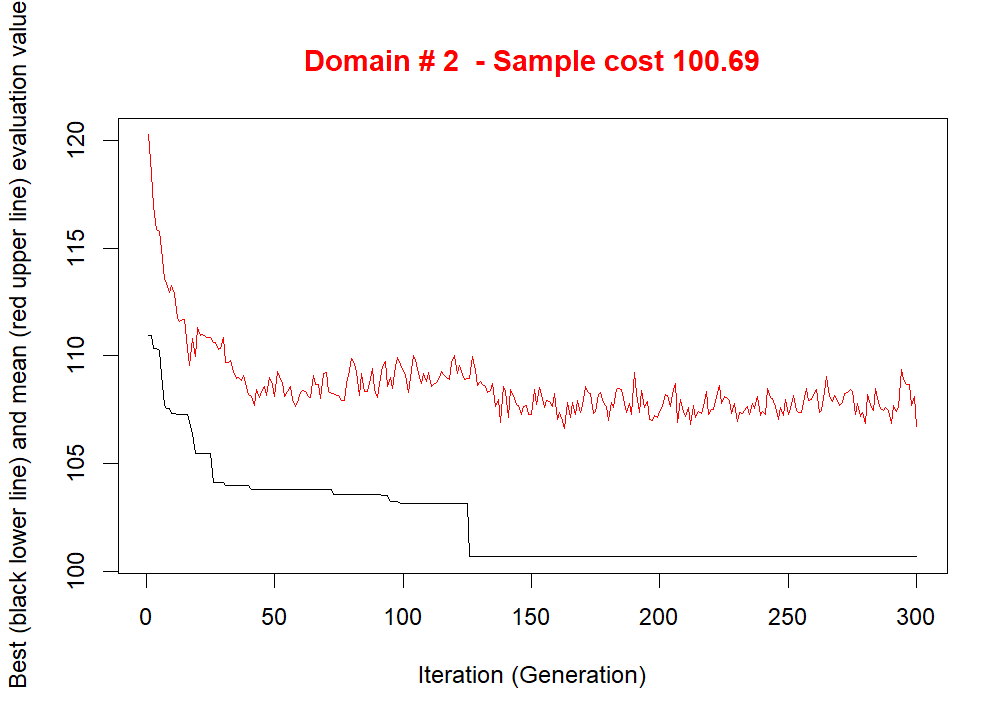 Domain # 2  - Sample cost 100.69
Best (black lower line) and mean (red upper line) evaluation value
120
115
110
105
100
0 50 100 150 200 250 300
Iteration (Generation)